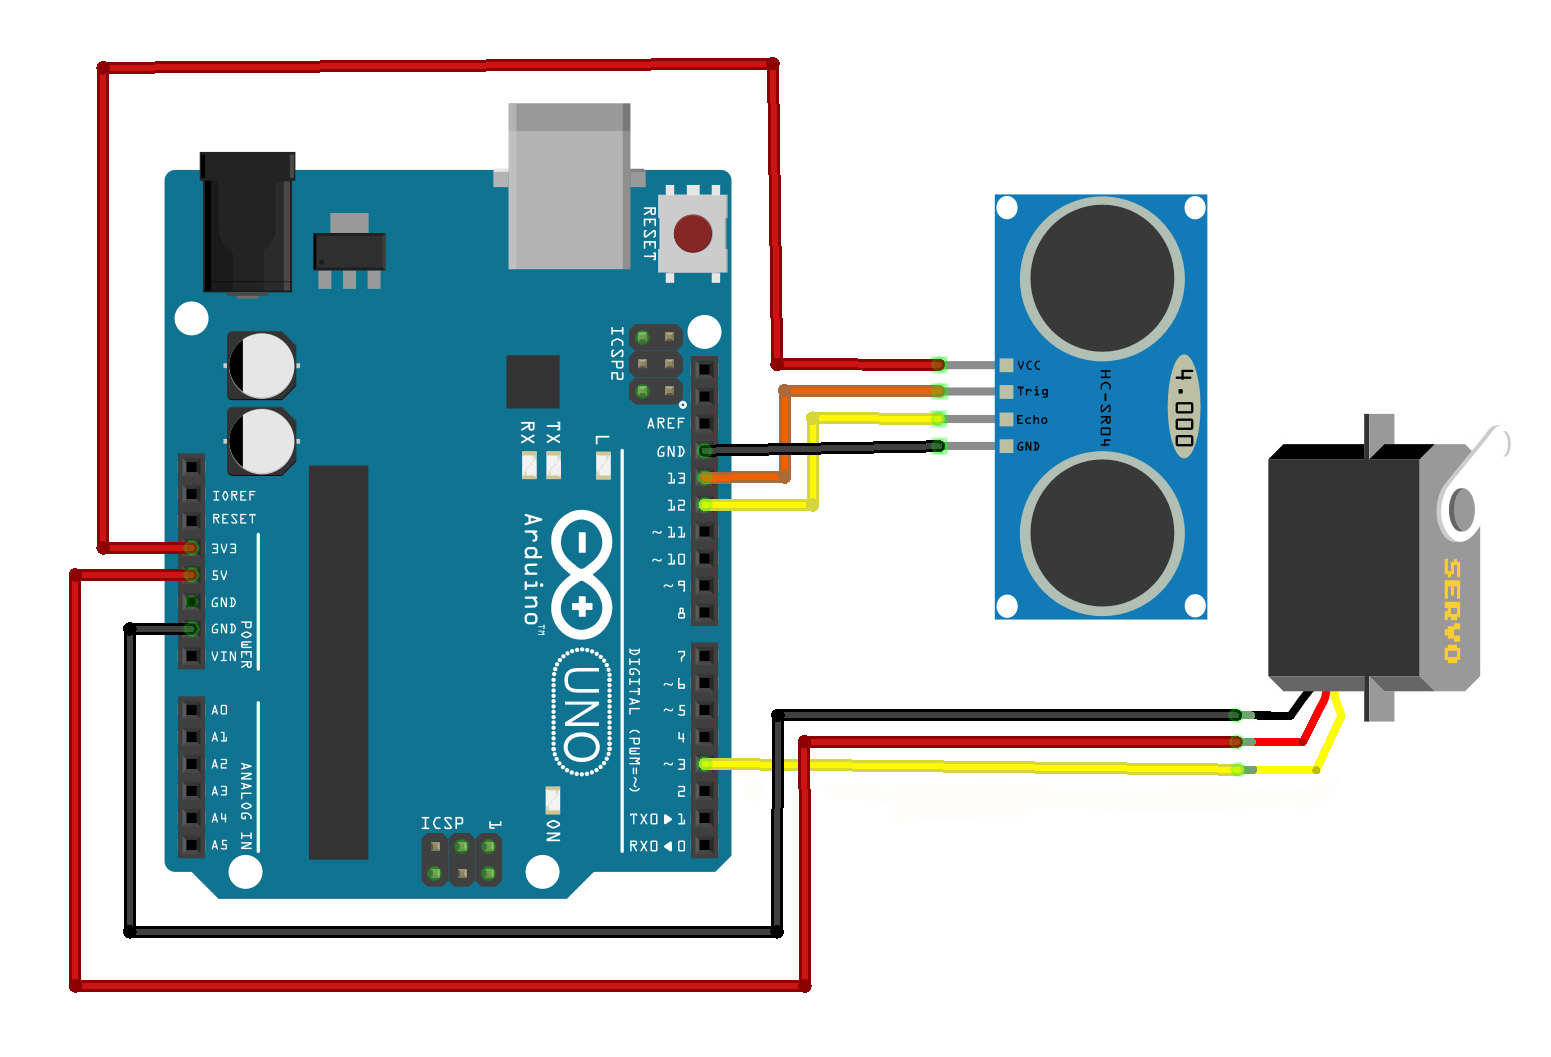 RESET
ICSP2
AREF
GND
13
12
~11
~10
~9
8
7
~6
~5
4
~3
2
TX0▶1
RX0◀0
DIGITAL (PWM=~)
RX
TX
L
Arduino™
UNO
ICSP
1
ON
IOREF
RESET
3V3
5V
GND
GND
VIN
POWER
A0
A1
A2
A3
A4
A5
ANALOG IN
VCC
Trig
Echo
GND
HC-SR04
4.000
SERVO